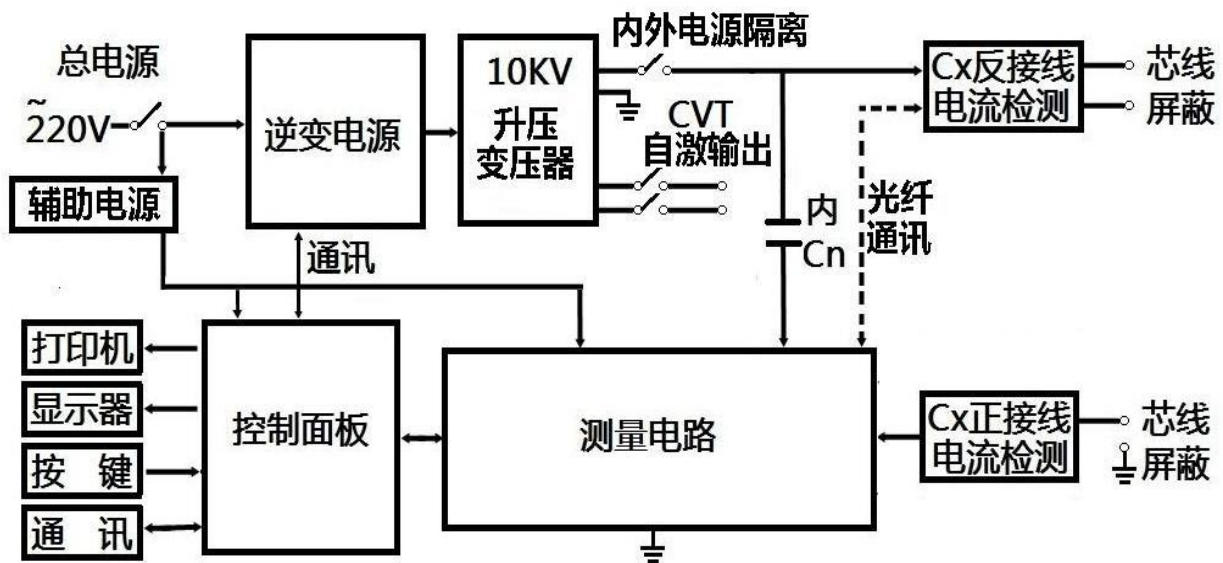 总电源
~
220V
辅助电源
逆变电源
10KV
升压
变压器
内外电源隔离
CVT
自激输出
内
Cn
光纤
通讯
Cx反接线
电流检测
芯线
屏蔽
通讯
打印机
显示器
按 键
通 讯
控制面板
测量电路
Cx正接线
电流检测
芯线
屏蔽